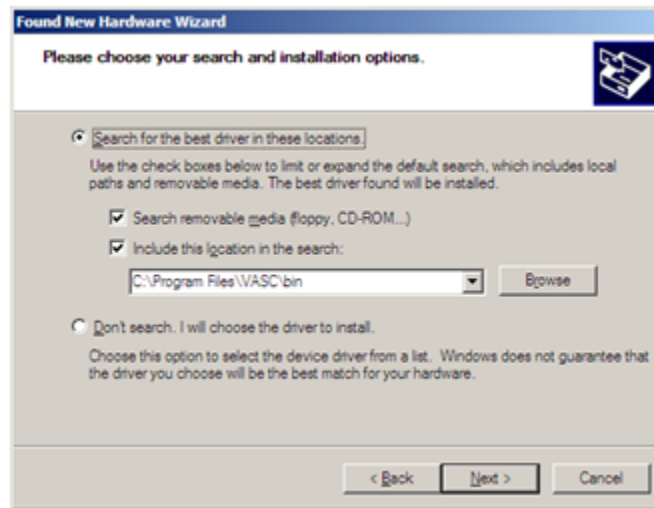 Found New Hardware Wizard
Please choose your search and installation options.
Search for the best driver in these locations.
Use the check boxes below to limit or expand the default search, which includes local
paths and removable media. The best driver found will be installed.
Search removable media (floppy, CD-ROM...)
Include this location in the search:
C:\Program Files\VASC\bin
Browse
Don't search. I will choose the driver to install.
Choose this option to select the device driver from a list. Windows does not guarantee that
the driver you choose will be the best match for your hardware.
< Back
Next >
Cancel